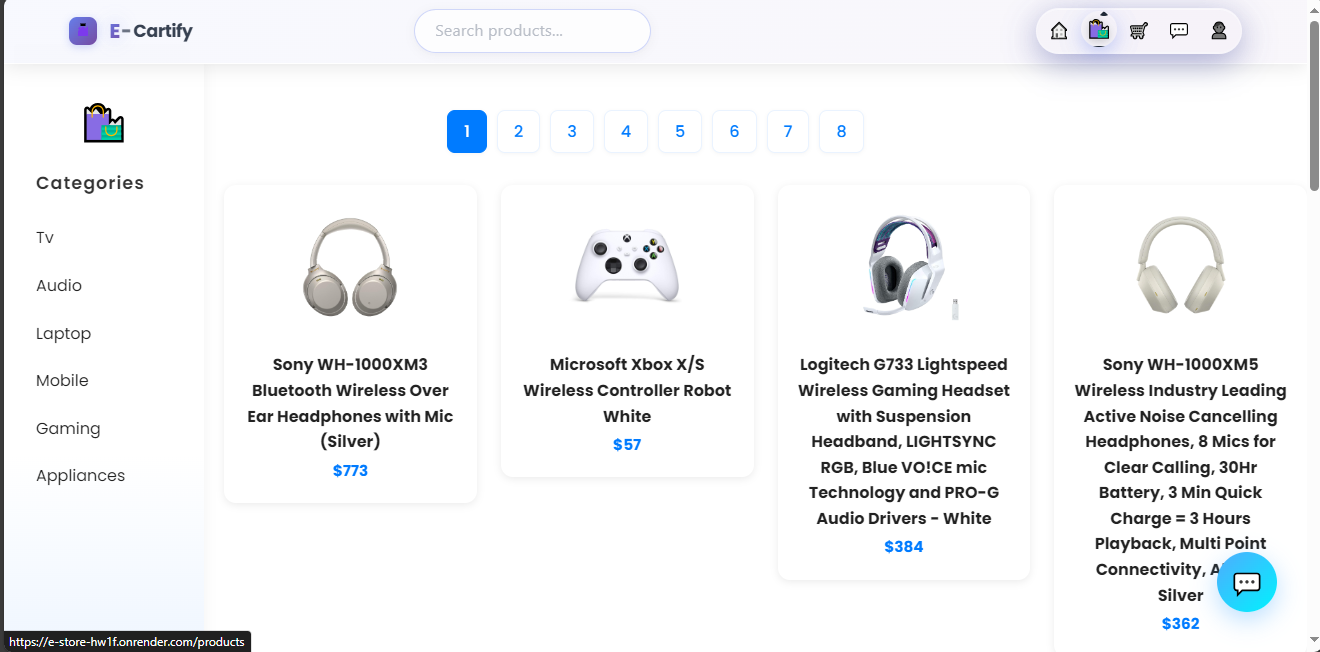 E-Cartify
Search products...
1 2 3 4 5 6 7 8
Categories
Tv
Audio
Laptop
Mobile
Gaming
Appliances
Sony WH-1000XM3
Bluetooth Wireless Over
Ear Headphones with Mic
(Silver)
$773
Microsoft Xbox X/S
Wireless Controller Robot
White
$57
Logitech G733 Lightspeed
Wireless Gaming Headset
with Suspension
Headband, LIGHTSYNC
RGB, Blue VO!CE mic
Technology and PRO-G
Audio Drivers - White
$384
Sony WH-1000XM5
Wireless Industry Leading
Active Noise Cancelling
Headphones, 8 Mics for
Clear Calling, 30Hr
Battery, 3 Min Quick
Charge = 3 Hours
Playback, Multi Point
Connectivity,
Silver
$362
https://e-store-hw1f.onrender.com/products